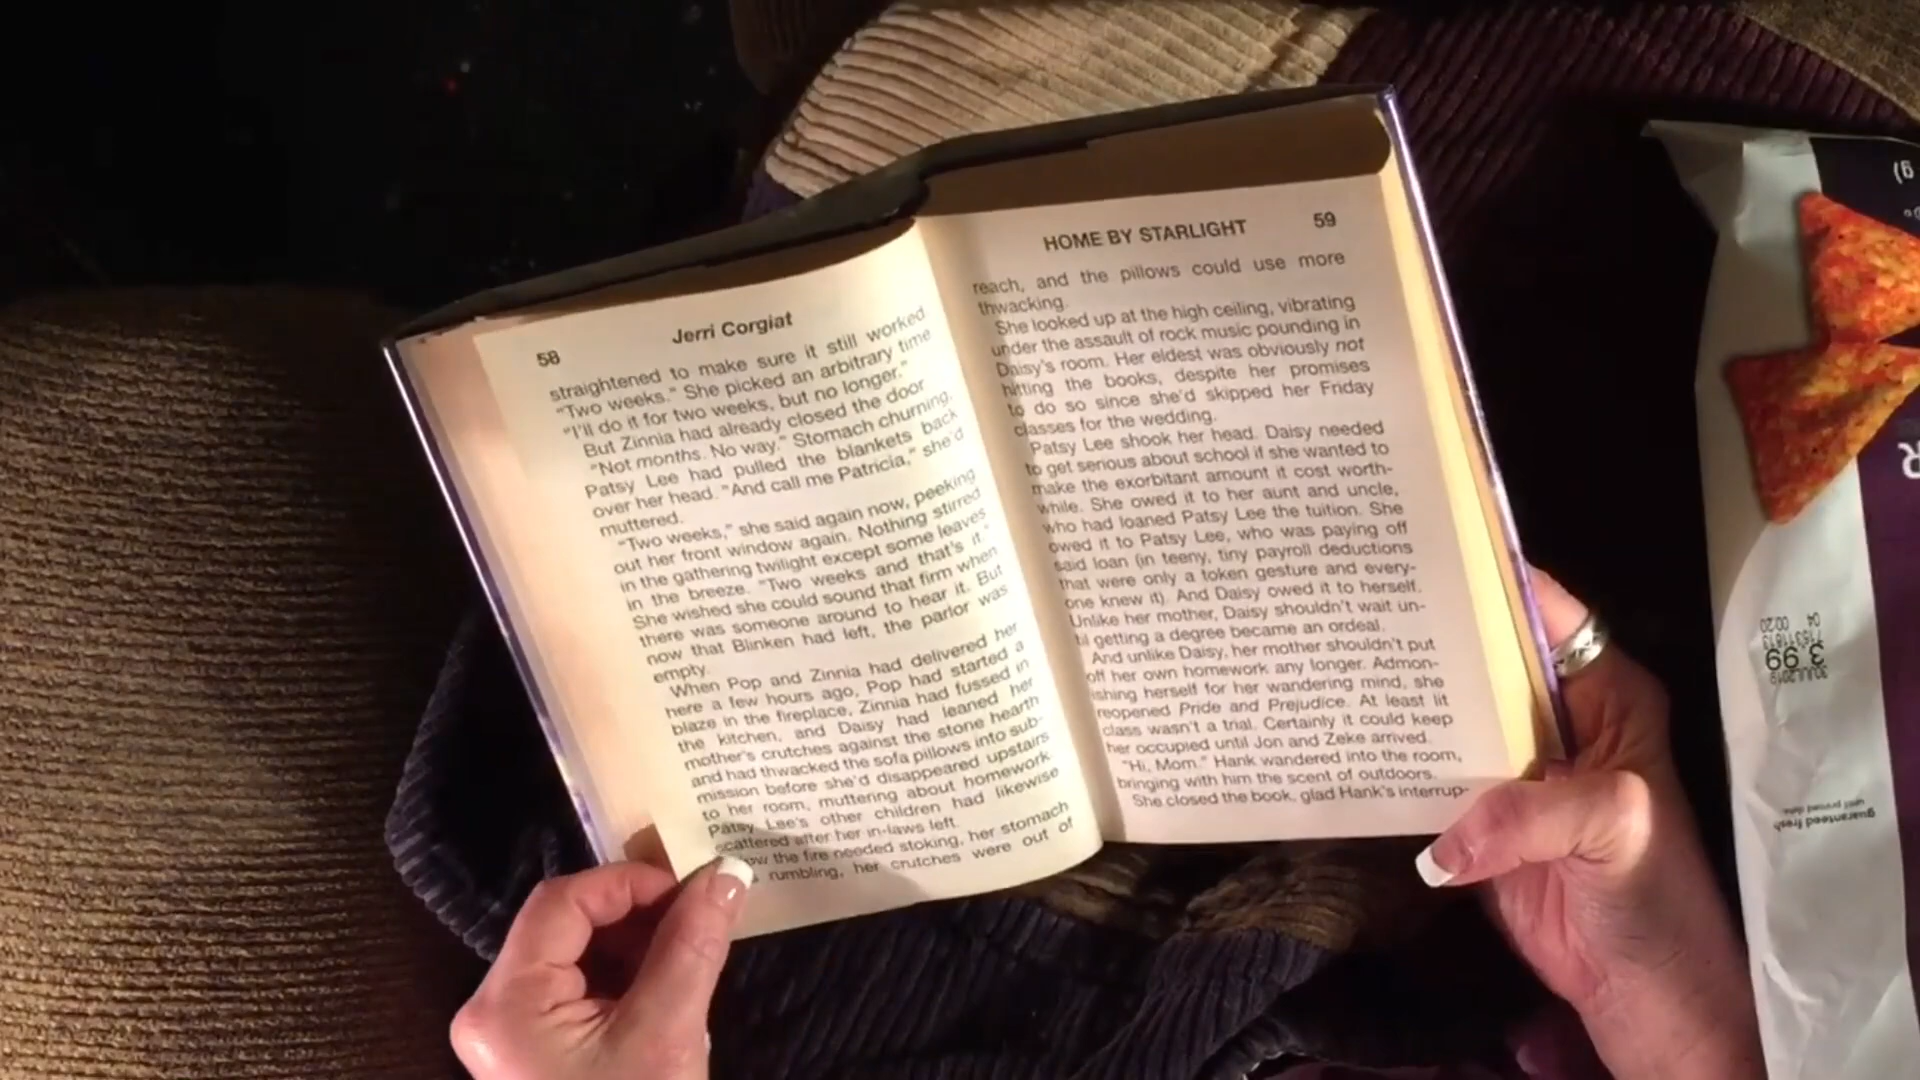 58
Jerri Corgiat
straightened to make sure it still worked.
"Two weeks." She picked an arbitrary time
"I'll do it for two weeks, but no longer."
But Zinnia had already closed the door
"Not months. No way." Stomach churning,
Patsy Lee had pulled the blankets back
over her head. "And call me Patricia," she'd
muttered.
"Two weeks," she said again now, peeking
out her front window again. Nothing stirred
in the gathering twilight except some leaves
in the breeze. "Two weeks and that's it."
She wished she could sound that firm when
there was someone around to hear it. But
now that Blinken had left, the parlor was
empty.
When Pop and Zinnia had delivered her
here a few hours ago, Pop had started a
blaze in the fireplace, Zinnia had fussed in
the kitchen, and Daisy had leaned her
mother's crutches against the stone hearth
and had thwacked the sofa pillows into sub-
mission before she'd disappeared upstairs
to her room, muttering about homework.
Patsy Lee's other children had likewise
scattered after her in-laws left.
the fire needed stoking, her stomach
rumbling, her crutches were out of
HOME BY STARLIGHT
59
reach, and the pillows could use more
thwacking.
She looked up at the high ceiling, vibrating
under the assault of rock music pounding in
Daisy's room. Her eldest was obviously not
hitting the books, despite her promises
to do so since she'd skipped her Friday
classes for the wedding.
Patsy Lee shook her head. Daisy needed
to get serious about school if she wanted to
make the exorbitant amount it cost worth-
while. She owed it to her aunt and uncle,
who had loaned Patsy Lee the tuition. She
owed it to Patsy Lee, who was paying off
said loan (in teeny, tiny payroll deductions
that were only a token gesture and every-
one knew it). And Daisy owed it to herself.
Unlike her mother, Daisy shouldn't wait un-
til getting a degree became an ordeal.
And unlike Daisy, her mother shouldn't put
off her own homework any longer. Admon-
ishing herself for her wandering mind, she
reopened Pride and Prejudice. At least lit
class wasn't a trial. Certainly it could keep
her occupied until Jon and Zeke arrived.
"Hi, Mom." Hank wandered into the room,
bringing with him the scent of outdoors.
She closed the book, glad Hank's interrup-
g)
R
3.99
guaranteed fresh
until printed date